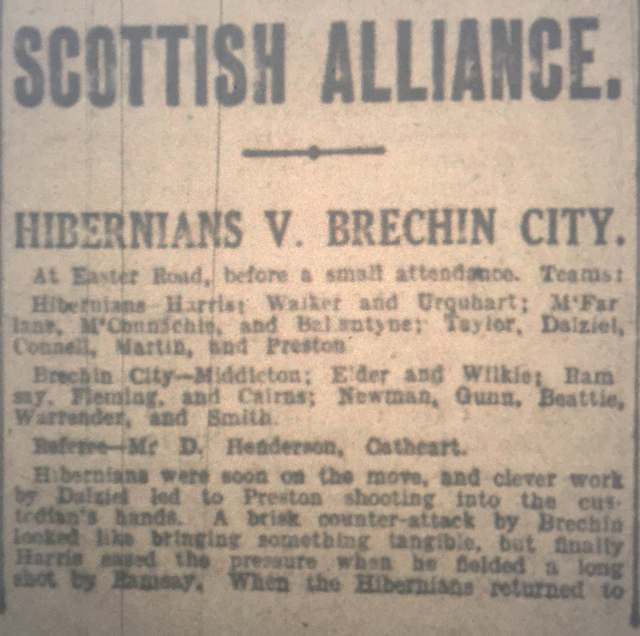 SCOTTISH ALLIANCE.
HIBERNIANS V. BRECHIN CITY.
At Easter Road, before a small attendance. Teams:
Hibernians—Harris; Walker and Urquhart; M'Far
lane, M'Connachie, and Ballantyne; Taylor, Dalziel,
Connell, Martin, and Preston
Brechin City—Middleton; Elder and Wilkie; Ram
say, Fleming, and Cairns; Newman, Gunn, Beattie,
Warrender, and Smith.
Referee—Mr D. Henderson, Cathcart.
Hibernians were soon on the move, and clever work
by Dalziel led to Preston shooting into the cus-
todian's hands. A brisk counter-attack by Brechin
looked like bringing something tangible, but finally
Harris eased the pressure when he fielded a long
shot by Ramsay. When the Hibernians returned to